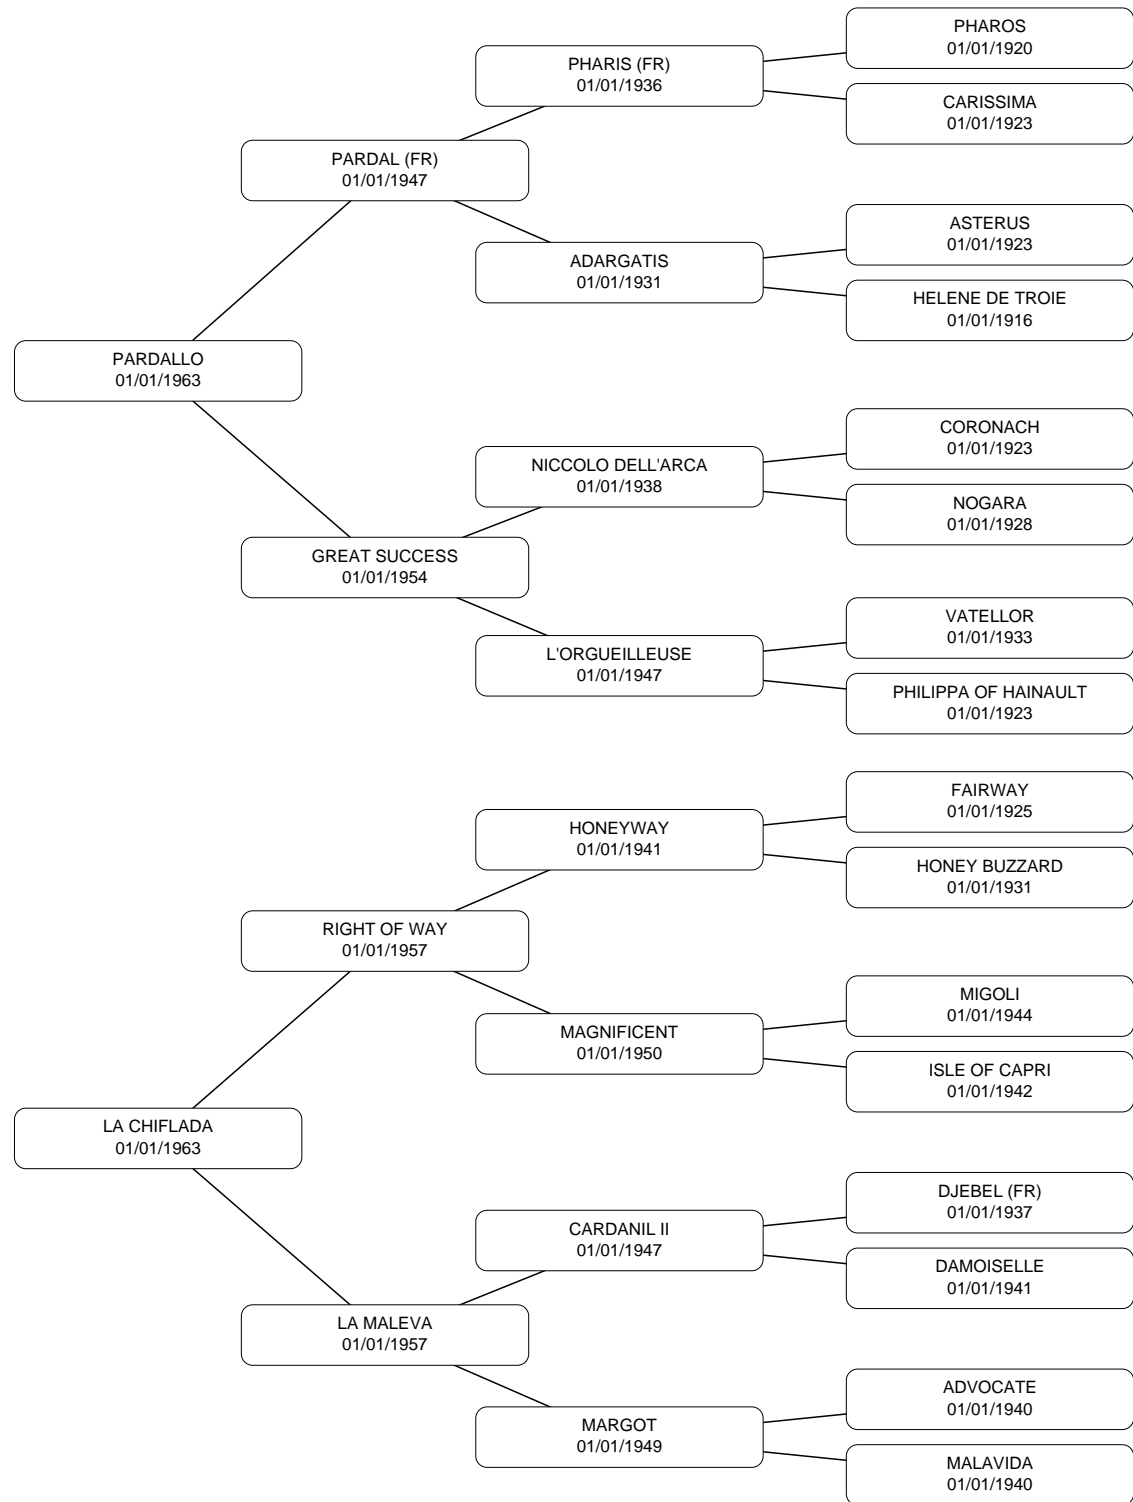 PHAROS
01/01/1920
PHARIS (FR)
01/01/1936
CARISSIMA
01/01/1923
PARDAL (FR)
01/01/1947
ASTERUS
01/01/1923
ADARGATIS
01/01/1931
HELENE DE TROIE
01/01/1916
PARDALLO
01/01/1963
CORONACH
01/01/1923
NICCOLO DELL'ARCA
01/01/1938
NOGARA
01/01/1928
GREAT SUCCESS
01/01/1954
VATELLOR
01/01/1933
L'ORGUEILLEUSE
01/01/1947
PHILIPPA OF HAINAULT
01/01/1923
FAIRWAY
01/01/1925
HONEYWAY
01/01/1941
HONEY BUZZARD
01/01/1931
RIGHT OF WAY
01/01/1957
MIGOLI
01/01/1944
MAGNIFICENT
01/01/1950
ISLE OF CAPRI
01/01/1942
LA CHIFLADA
01/01/1963
DJEBEL (FR)
01/01/1937
CARDANIL II
01/01/1947
DAMOISELLE
01/01/1941
LA MALEVA
01/01/1957
ADVOCATE
01/01/1940
MARGOT
01/01/1949
MALAVIDA
01/01/1940